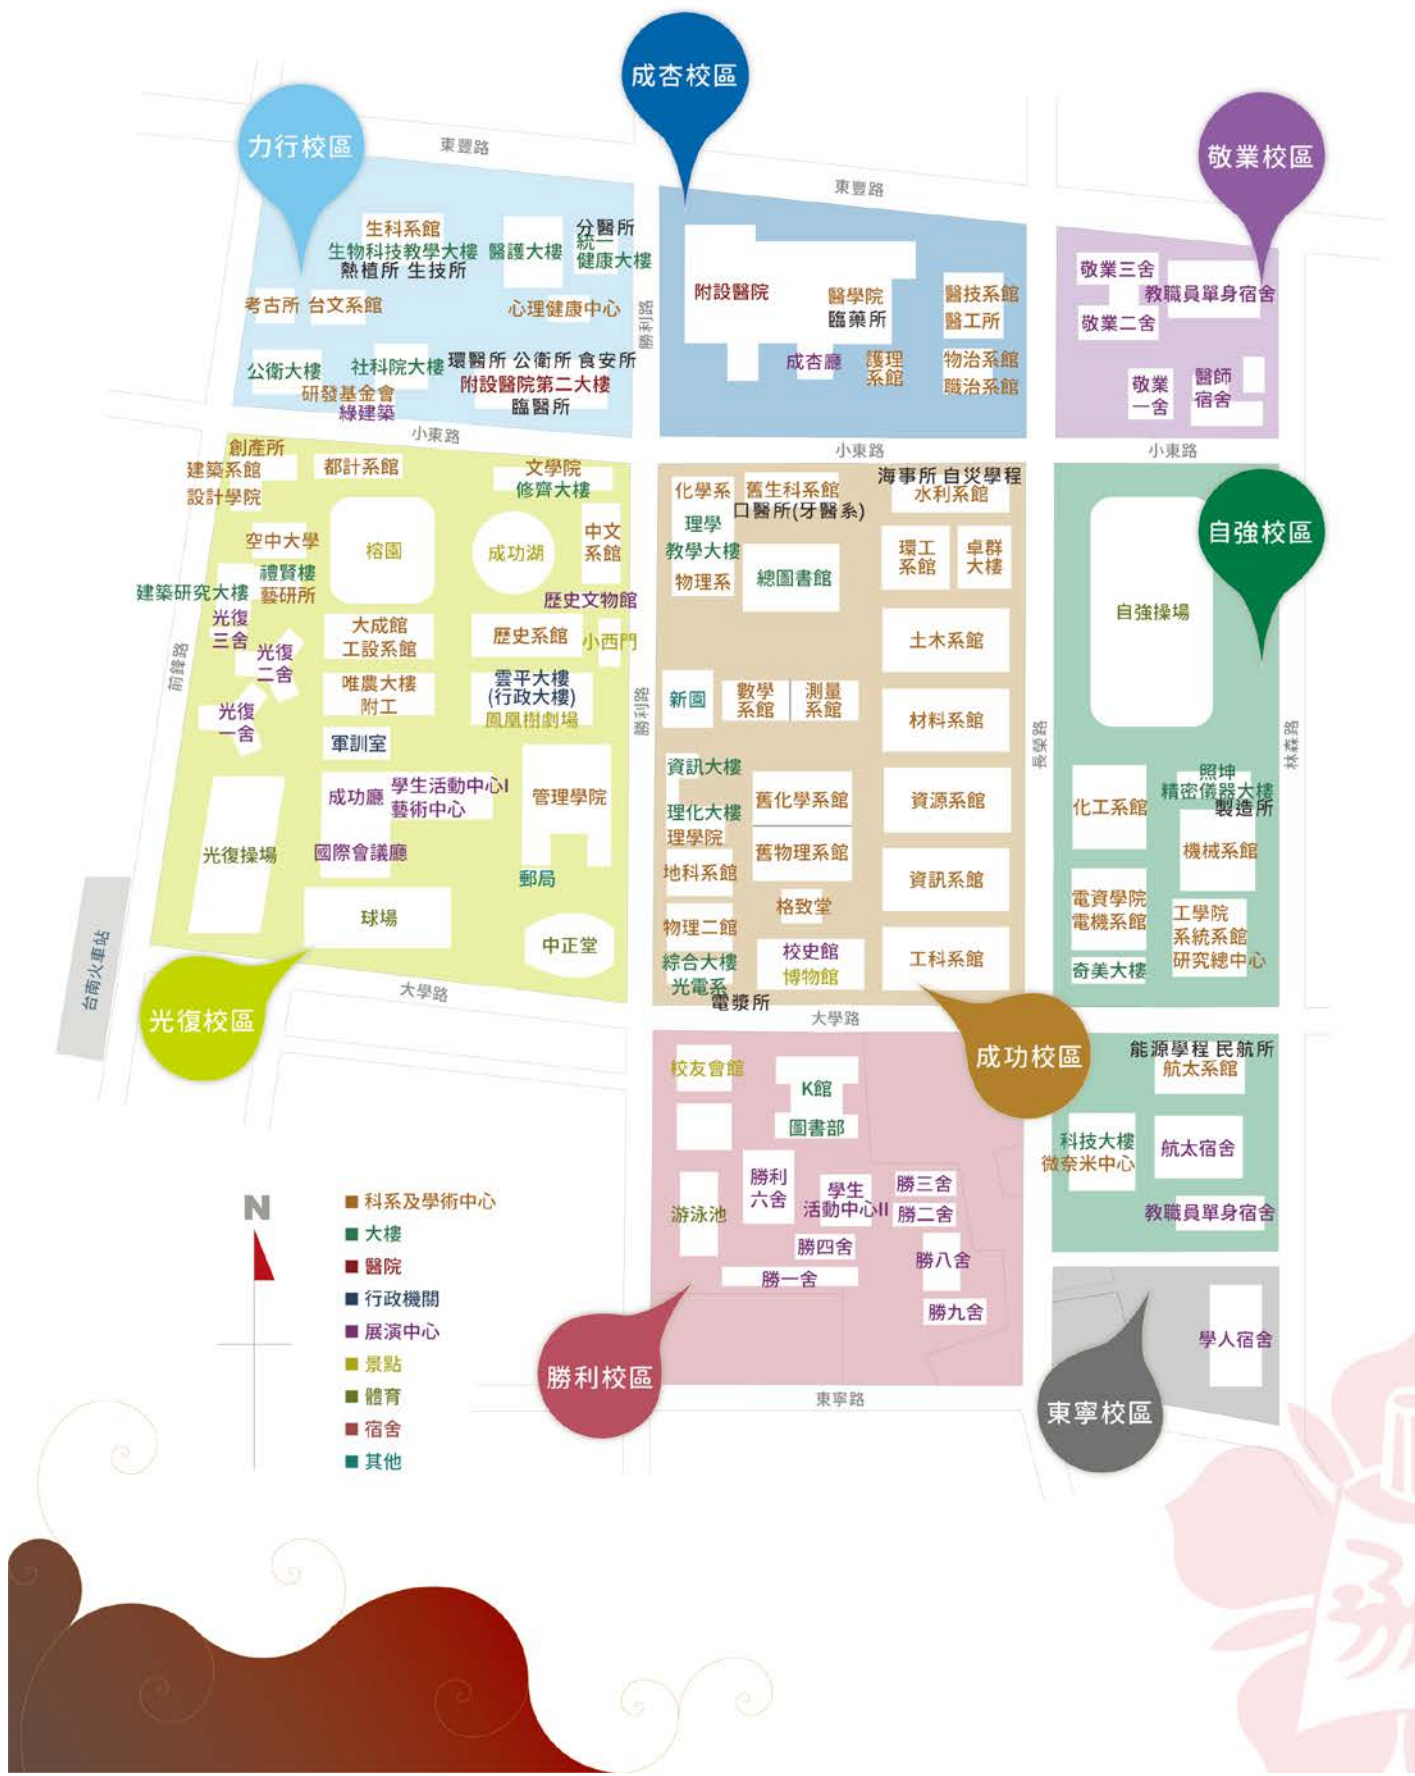 成杏校區
力行校區
敬業校區
東豐路
東豐路
生科系館
生物科技教學大樓
熱植所 生技所
醫護大樓
分醫所
統一
健康大樓
考古所
台文系館
心理健康中心
公衛大樓
社科院大樓
研發基金會
綠建築
環醫所 公衛所 食安所
附設醫院第二大樓
臨醫所
勝利路
附設醫院
醫學院
臨藥所
成杏廳
護理
系館
醫技系館
醫工所
物治系館
職治系館
敬業三舍
教職員單身宿舍
敬業二舍
敬業
一舍
醫師
宿舍
小東路
小東路
小東路
創產所
建築系館
設計學院
都計系館
文學院
修齊大樓
空中大學
榕園
成功湖
中文
系館
禮賢樓
建築研究大樓
藝研所
歷史文物館
光復
三舍
大成館
工設系館
歷史系館
小西門
光復
二舍
唯農大樓
附工
雲平大樓
(行政大樓)
鳳凰樹劇場
光復
一舍
軍訓室
前鋒路
勝利路
成功廳
學生活動中心I
藝術中心
管理學院
國際會議廳
光復操場
郵局
球場
中正堂
台南火車站
光復校區
大學路
化學系
理學
教學大樓
物理系
舊生科系館
口醫所(牙醫系)
總圖書館
海事所 自災學程
水利系館
環工
系館
卓群
大樓
土木系館
新園
數學
系館
測量
系館
材料系館
資訊大樓
理化大樓
理學院
舊化學系館
資源系館
舊物理系館
地科系館
資訊系館
格致堂
物理二館
綜合大樓
光電系
電漿所
校史館
博物館
工科系館
長榮路
大學路
成功校區
自強校區
自強操場
林森路
照坤
精密儀器大樓
製造所
化工系館
機械系館
電資學院
電機系館
工學院
系統系館
研究總中心
奇美大樓
能源學程 民航所
航太系館
科技大樓
微奈米中心
航太宿舍
教職員單身宿舍
校友會館
K館
圖書部
勝利
六舍
學生
活動中心II
勝三舍
勝二舍
游泳池
勝四舍
勝八舍
勝一舍
勝九舍
勝利校區
東寧路
學人宿舍
東寧校區
N
科系及學術中心
大樓
醫院
行政機關
展演中心
景點
體育
宿舍
其他